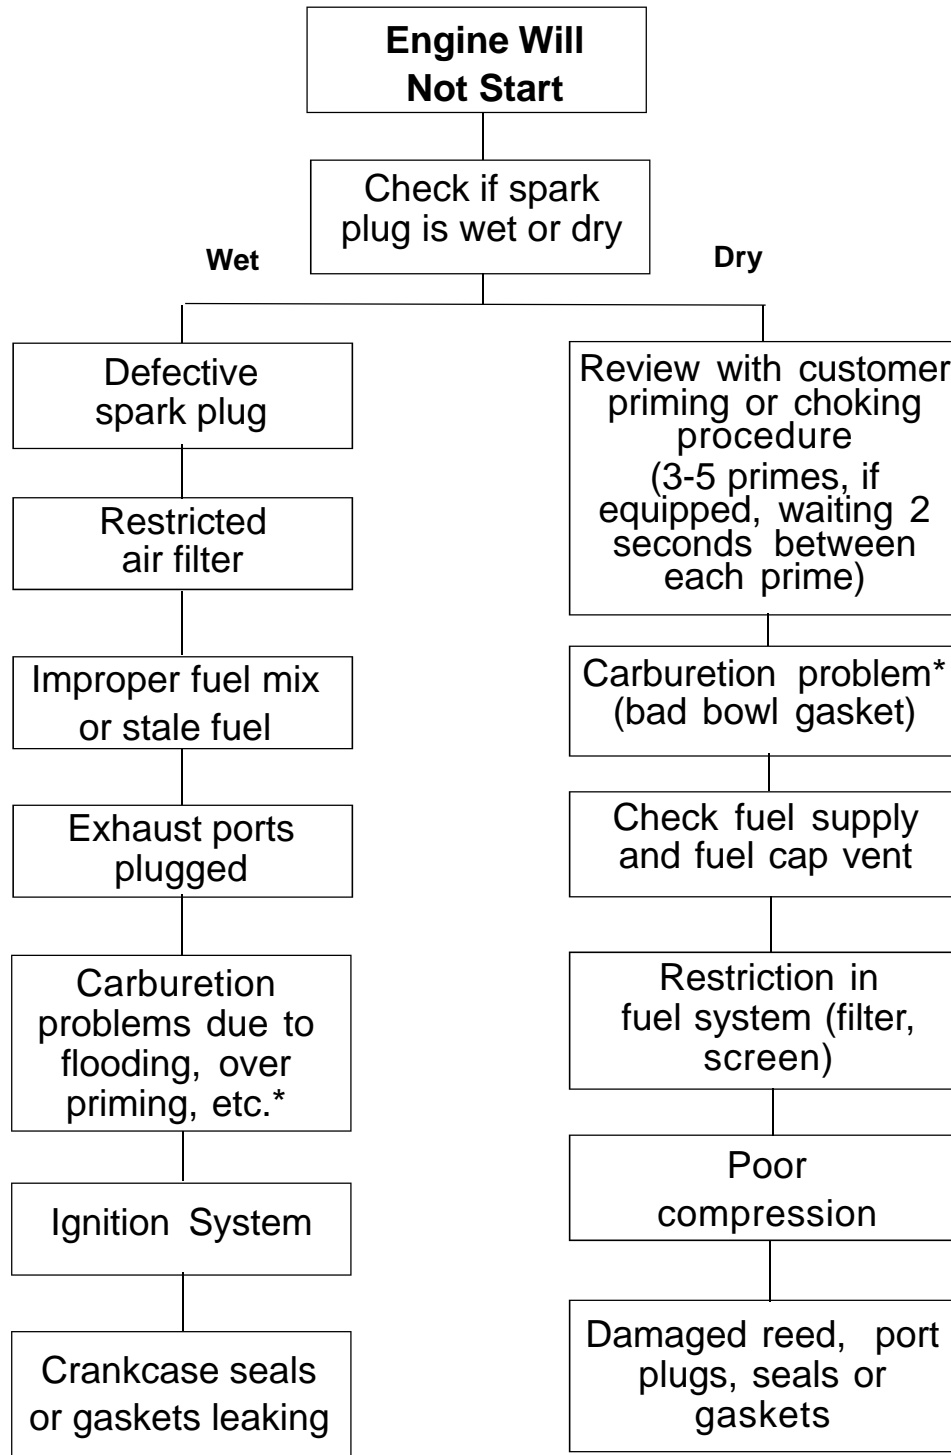 Engine Will
Not Start
Check if spark
plug is wet or dry
Wet
Dry
Defective
spark plug
Restricted
air filter
Improper fuel mix
or stale fuel
Exhaust ports
plugged
Carburetion
problems due to
flooding, over
priming, etc.*
Ignition System
Crankcase seals
or gaskets leaking
Review with customer
priming or choking
procedure
(3-5 primes, if
equipped, waiting 2
seconds between
each prime)
Carburetion problem*
(bad bowl gasket)
Check fuel supply
and fuel cap vent
Restriction in
fuel system (filter,
screen)
Poor
compression
Damaged reed, port
plugs, seals or
gaskets